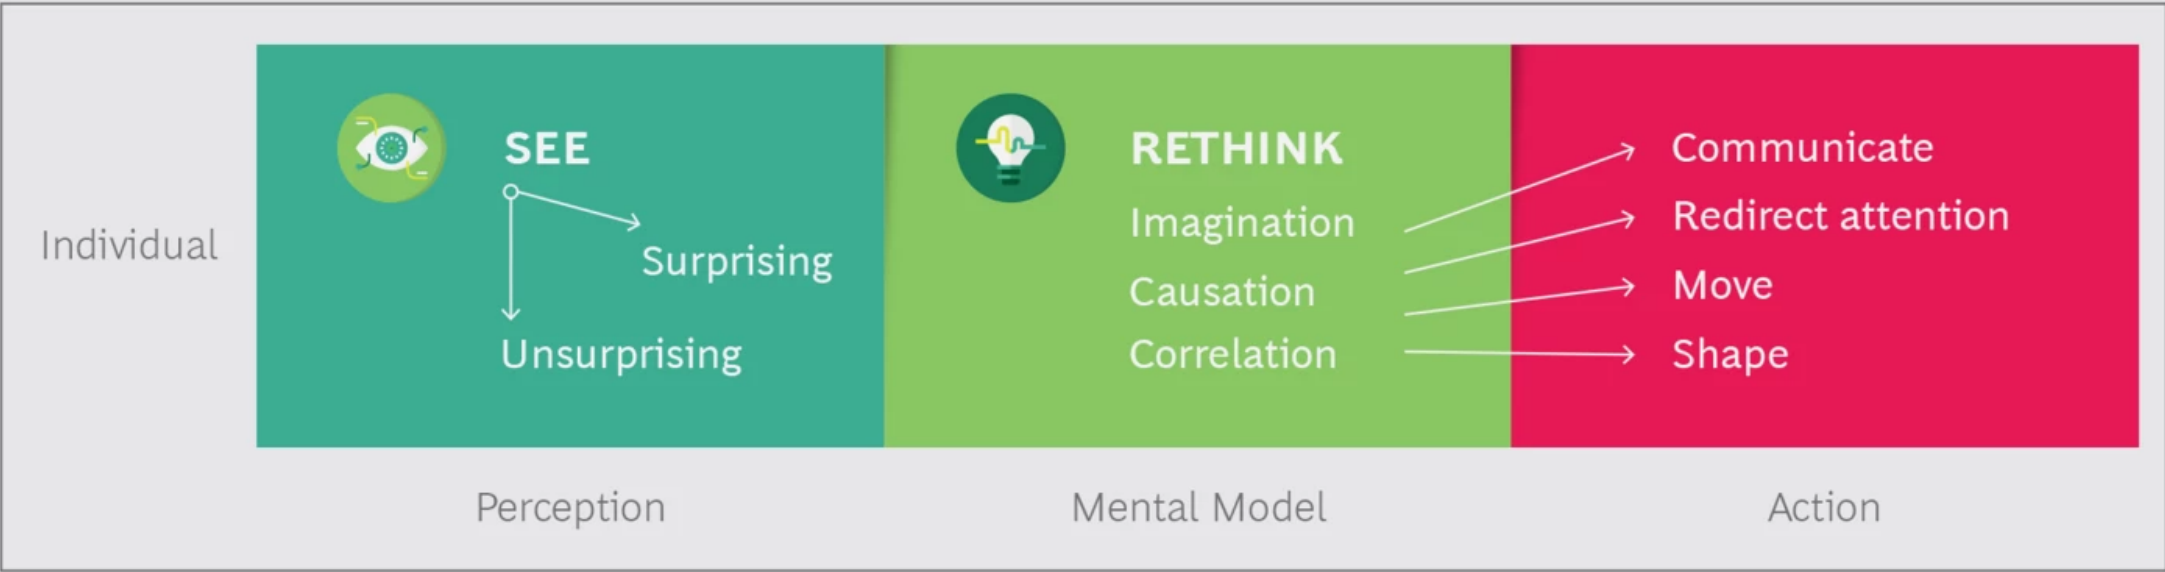 Individual
SEE
Surprising
Unsurprising
RETHINK
Imagination
Causation
Correlation
Communicate
Redirect attention
Move
Shape
Perception
Mental Model
Action